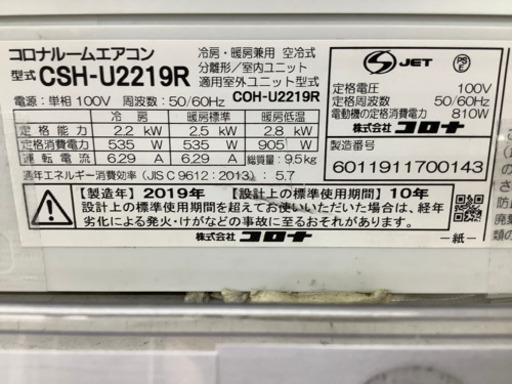 コロナルームエアコン
型式 CSH-U2219R
冷房・暖房兼用 空冷式
分離形/室内ユニット
適用室外ユニット型式
COH-U2219R
電源:単相100V 周波数:50/60Hz
冷房 暖房標準 暖房低温
定格能力 2.2 kW 2.5 kW 2.8 kW
定格消費電力 535 W 535 W 905 W
運転電流 6.29 A 6.29 A 総質量:9.5kg
通年エネルギー消費効率(JIS C 9612:2013):5.7
S JET PS E
定格電圧 100V
定格周波数 50/60Hz
電動機の定格消費電力 810W
株式会社 コロナ
製造番号
6011911700143
【製造年】2019年 【設計上の標準使用期間】10年
設計上の標準使用期間を超えてお使いいただいた場合は、経年
劣化による発火・けがなどの事故に至るおそれがあります。
株式会社 コロナ
-紙-